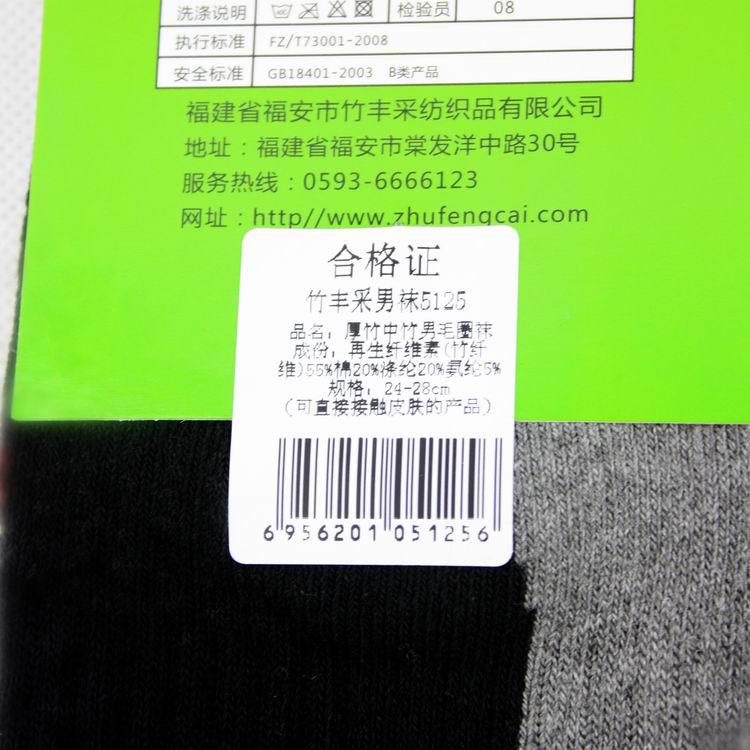 洗涤说明 检验员 08
执行标准 FZ/T73001-2008
安全标准 GB18401-2003 B类产品
福建省福安市竹丰采纺织品有限公司
地址：福建省福安市棠发洋中路30号
服务热线：0593-6666123
网址：http//www.zhufengcai.com
合格证
竹丰采男袜5125
品名：厚竹中竹男毛圈袜
成份：再生纤维素(竹纤
维)55%棉20%涤纶20%氨纶5%
规格：24-28cm
（可直接接触皮肤的产品）
6 956201 051256